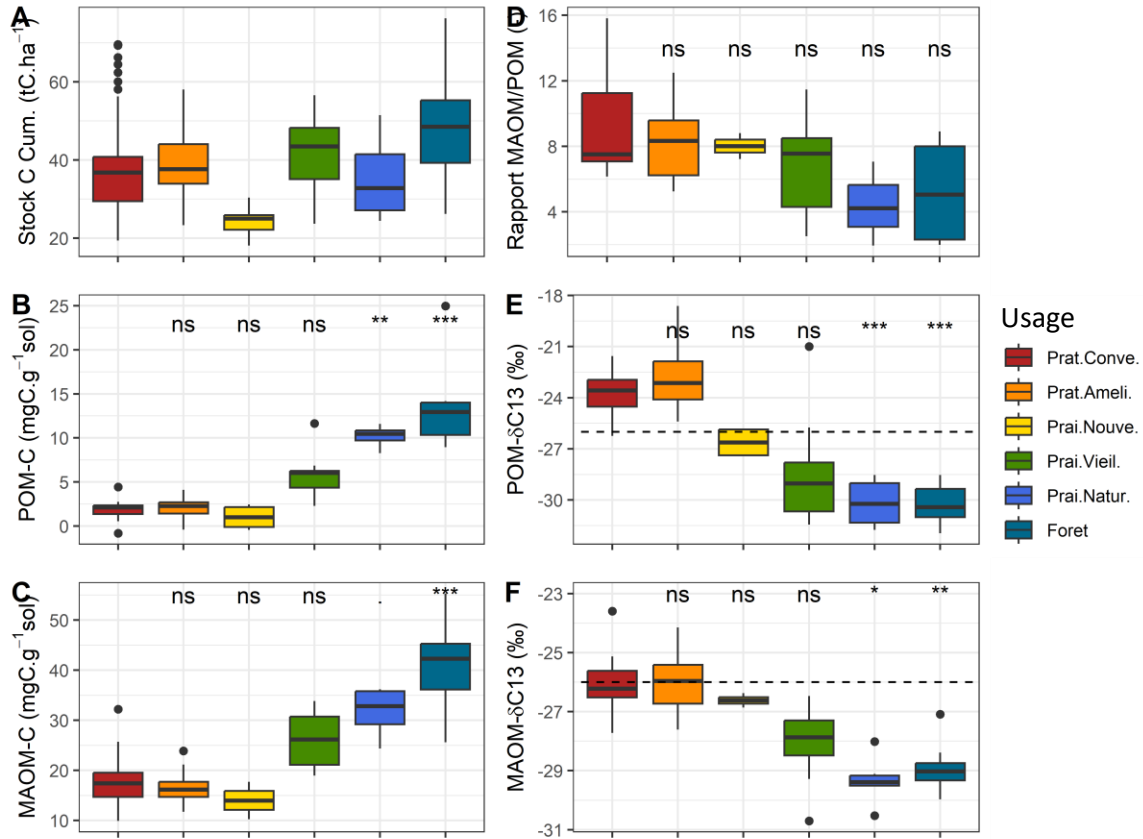 A
Stock C Cum. (tC.ha⁻¹)
60
40
20
B
POM-C (mgC.g⁻¹sol)
25
20
15
10
5
0
ns
ns
ns
**
***
C
MAOM-C (mgC.g⁻¹sol)
50
40
30
20
10
ns
ns
ns
.
***
D
Rapport MAOM/POM
16
12
8
4
ns
ns
ns
ns
ns
E
POM-δC13 (‰)
-18
-21
-24
-27
-30
ns
ns
ns
***
***
F
MAOM-δC13 (‰)
-23
-25
-27
-29
-31
ns
ns
ns
*
**
Usage
Prat.Conve.
Prat.Ameli.
Prai.Nouve.
Prai.Vieil.
Prai.Natur.
Foret